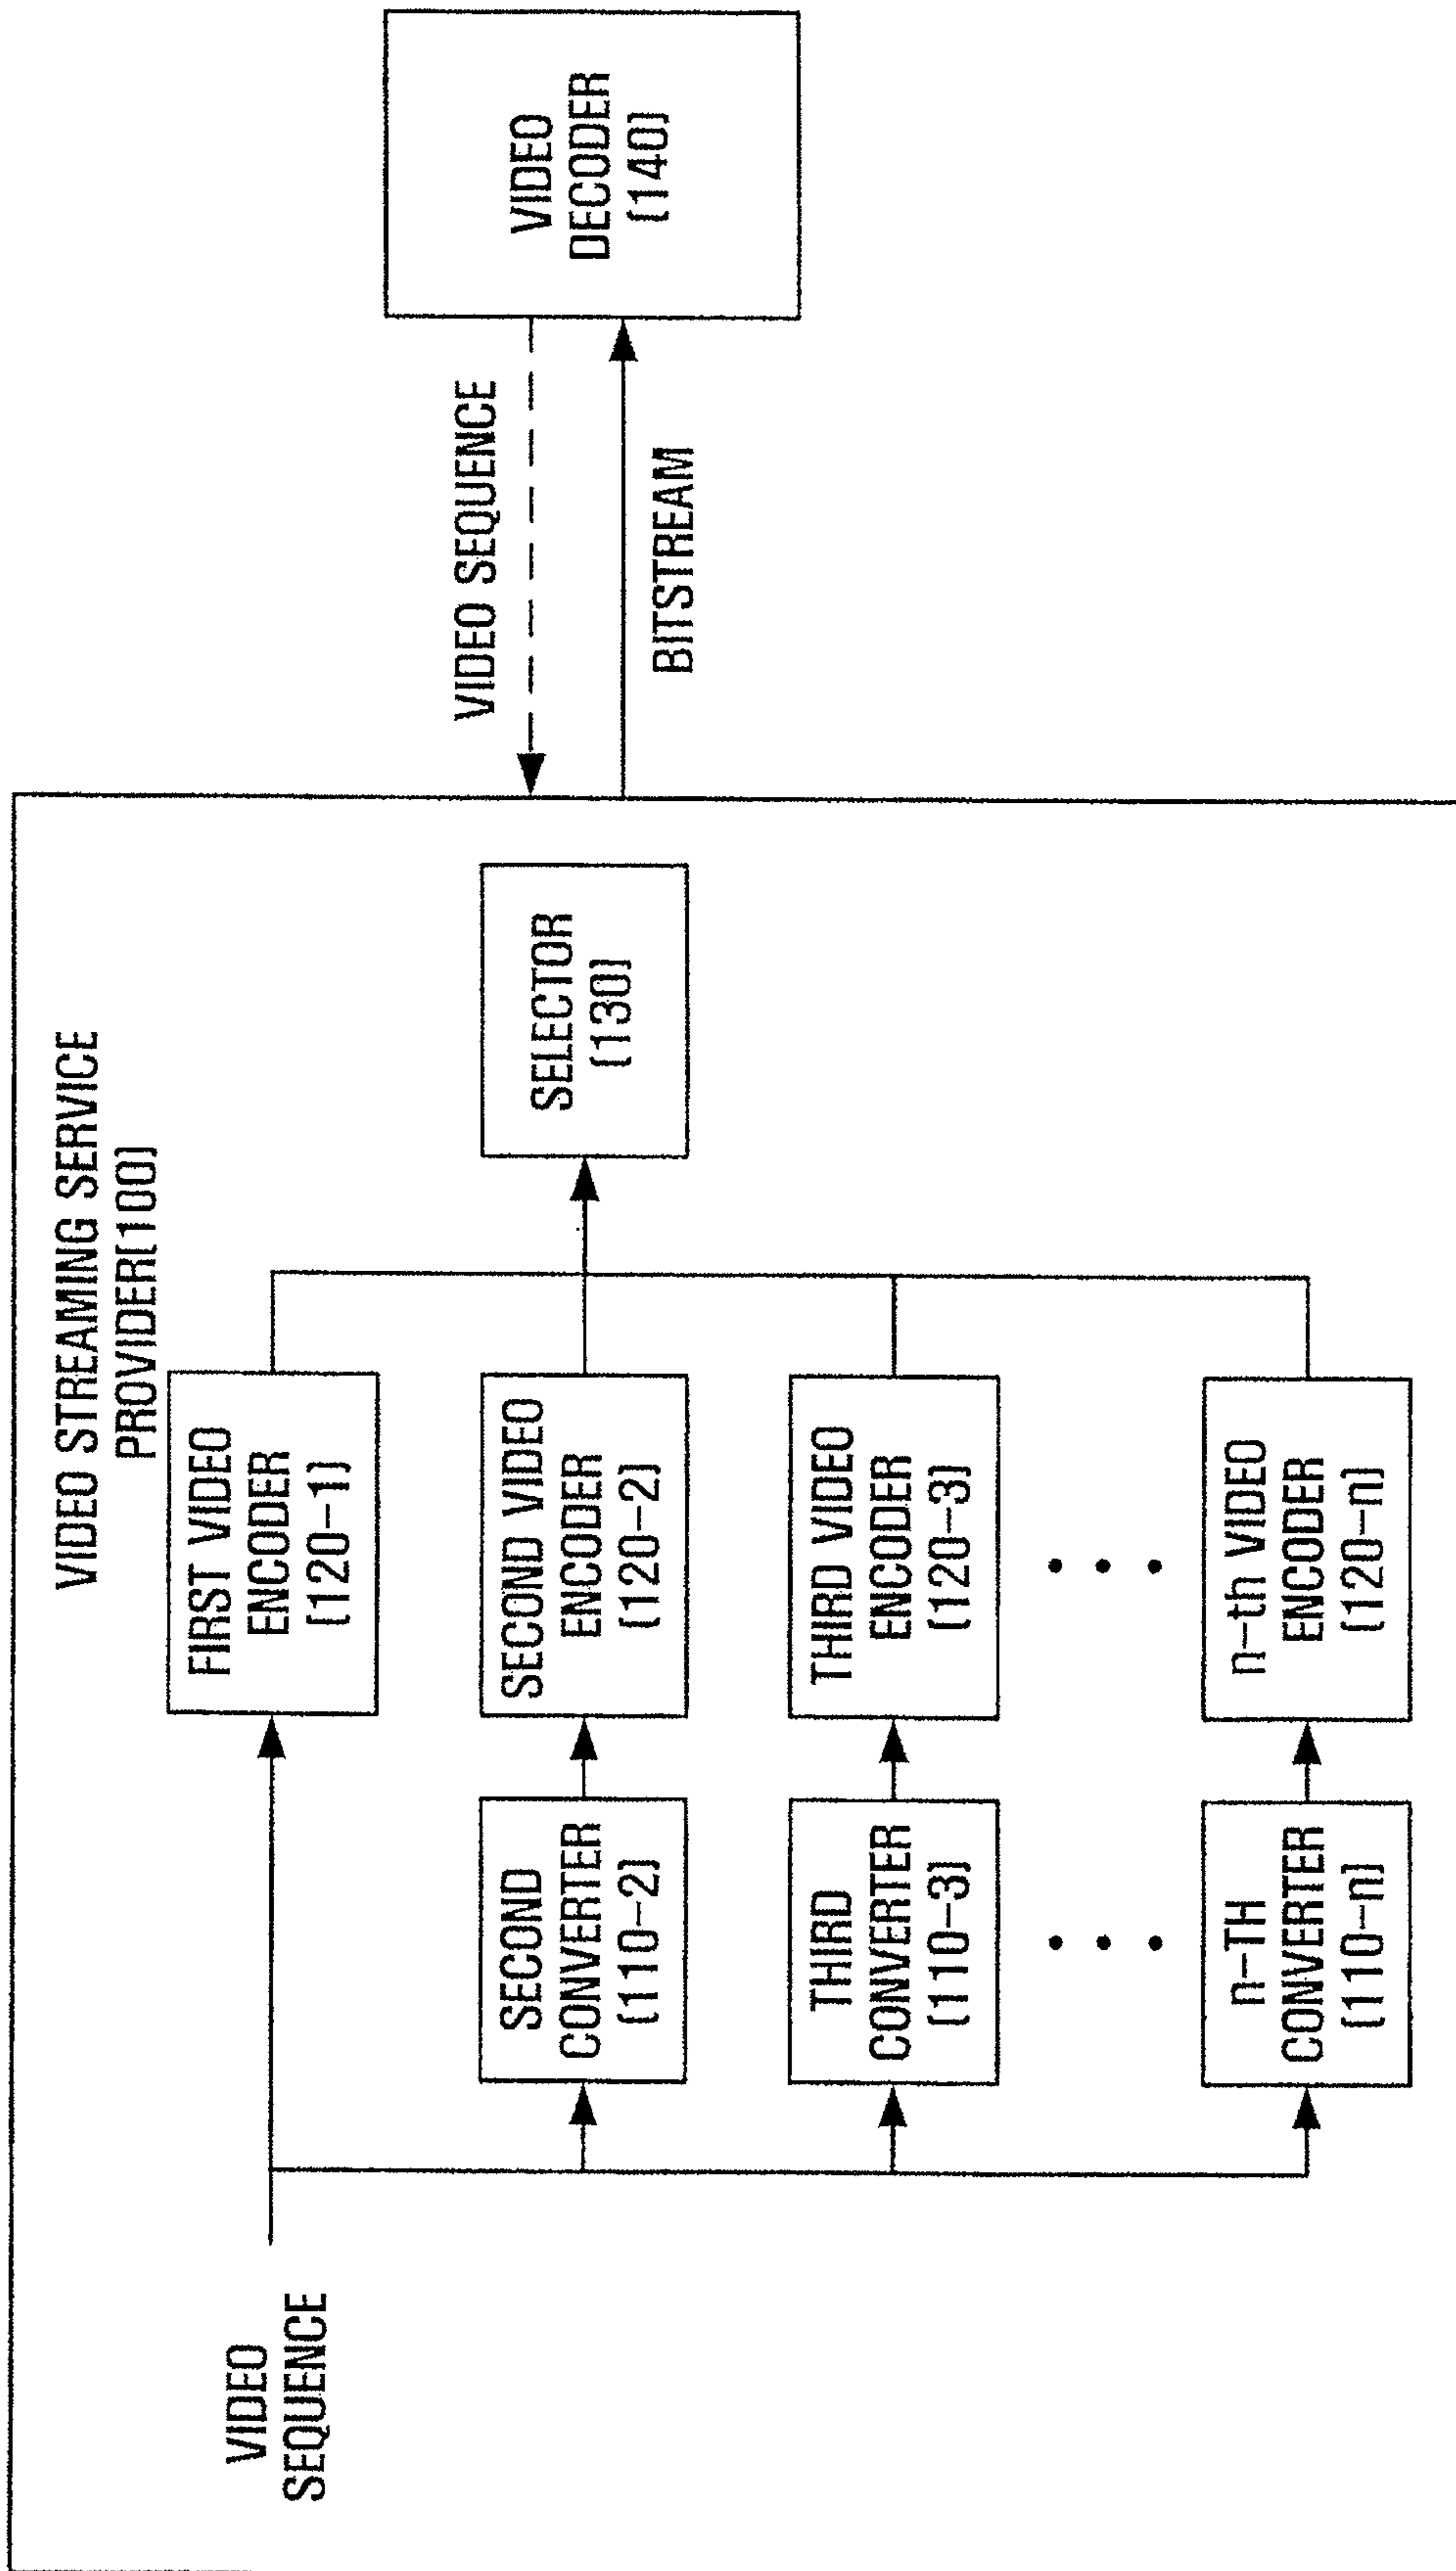 VIDEO STREAMING SERVICE
PROVIDER(100)
VIDEO
SEQUENCE
FIRST VIDEO
ENCODER
(120-1)
SECOND
CONVERTER
(110-2)
SECOND VIDEO
ENCODER
(120-2)
SELECTOR
(130)
THIRD
CONVERTER
(110-3)
THIRD VIDEO
ENCODER
(120-3)
n-TH
CONVERTER
(110-n)
n-th VIDEO
ENCODER
(120-n)
VIDEO SEQUENCE
BITSTREAM
VIDEO
DECODER
(140)